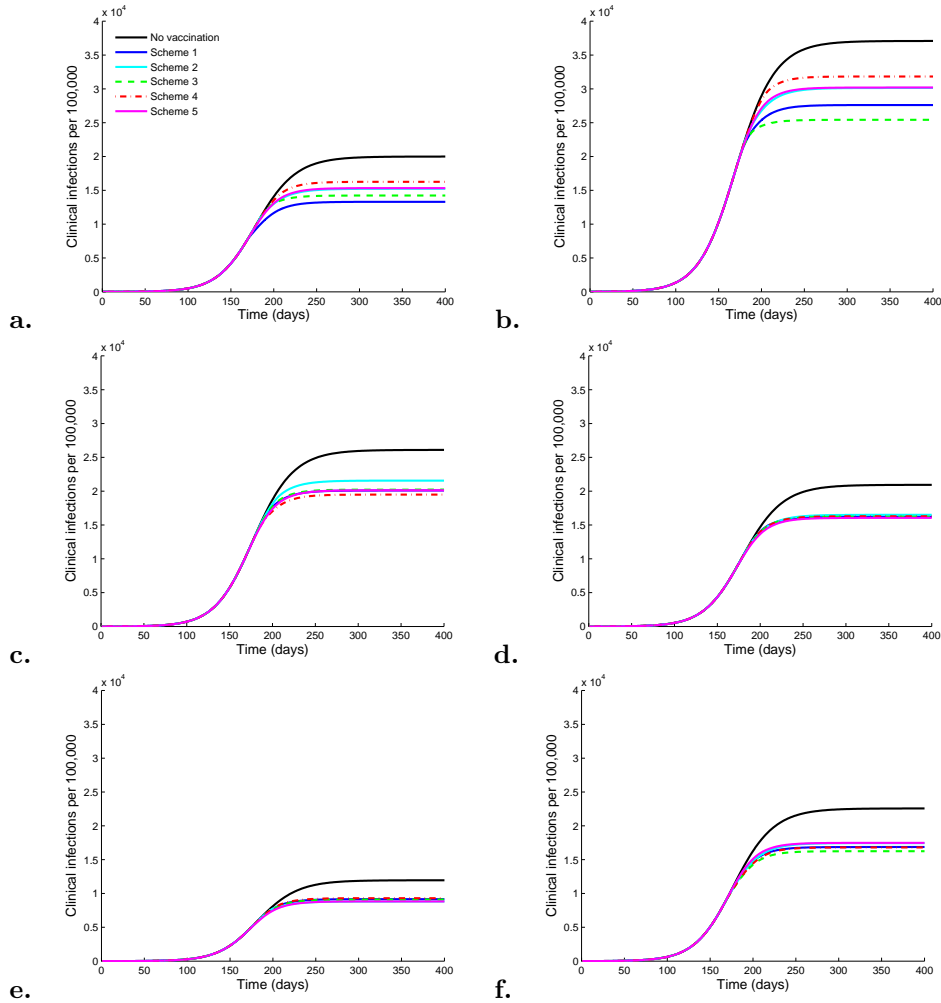 x 10^4
4
3.5
3
2.5
2
1.5
1
0.5
0
Clinical infections per 100,000
No vaccination
Scheme 1
Scheme 2
Scheme 3
Scheme 4
Scheme 5
0 50 100 150 200 250 300 350 400
Time (days)
a.
x 10^4
4
3.5
3
2.5
2
1.5
1
0.5
0
Clinical infections per 100,000
0 50 100 150 200 250 300 350 400
Time (days)
b.
x 10^4
4
3.5
3
2.5
2
1.5
1
0.5
0
Clinical infections per 100,000
0 50 100 150 200 250 300 350 400
Time (days)
c.
x 10^4
4
3.5
3
2.5
2
1.5
1
0.5
0
Clinical infections per 100,000
0 50 100 150 200 250 300 350 400
Time (days)
d.
x 10^4
4
3.5
3
2.5
2
1.5
1
0.5
0
Clinical infections per 100,000
0 50 100 150 200 250 300 350 400
Time (days)
e.
x 10^4
4
3.5
3
2.5
2
1.5
1
0.5
0
Clinical infections per 100,000
0 50 100 150 200 250 300 350 400
Time (days)
f.